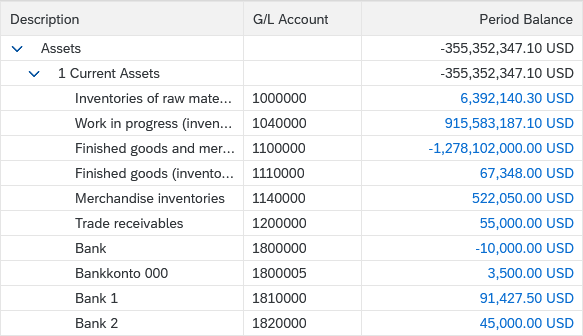 Description G/L Account Period Balance
Assets -355,352,347.10 USD
1 Current Assets -355,352,347.10 USD
Inventories of raw mate... 1000000 6,392,140.30 USD
Work in progress (inven... 1040000 915,583,187.10 USD
Finished goods and mer... 1100000 -1,278,102,000.00 USD
Finished goods (invento... 1110000 67,348.00 USD
Merchandise inventories 1140000 522,050.00 USD
Trade receivables 1200000 55,000.00 USD
Bank 1800000 -10,000.00 USD
Bankkonto 000 1800005 3,500.00 USD
Bank 1 1810000 91,427.50 USD
Bank 2 1820000 45,000.00 USD